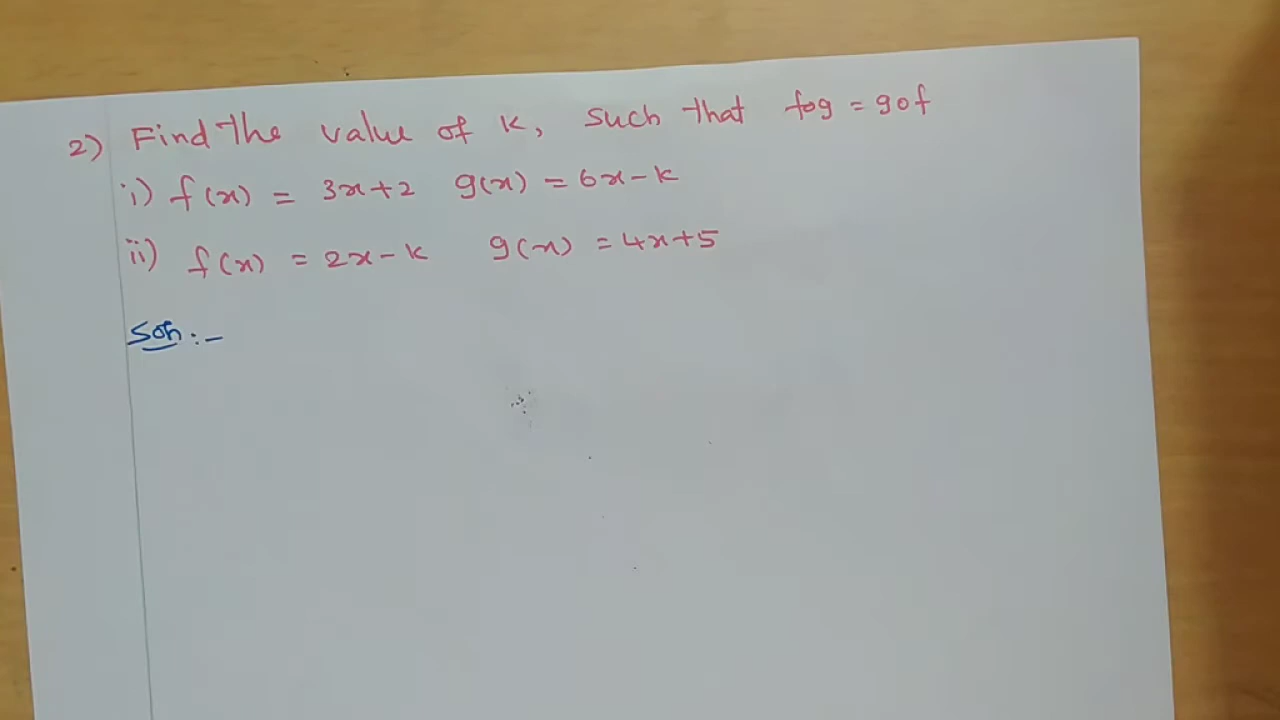 2) Find the value of k, such that fog = gof
i) f(x) = 3x+2 g(x) = 6x-k
ii) f(x) = 2x-k g(x) = 4x+5
Soln:-